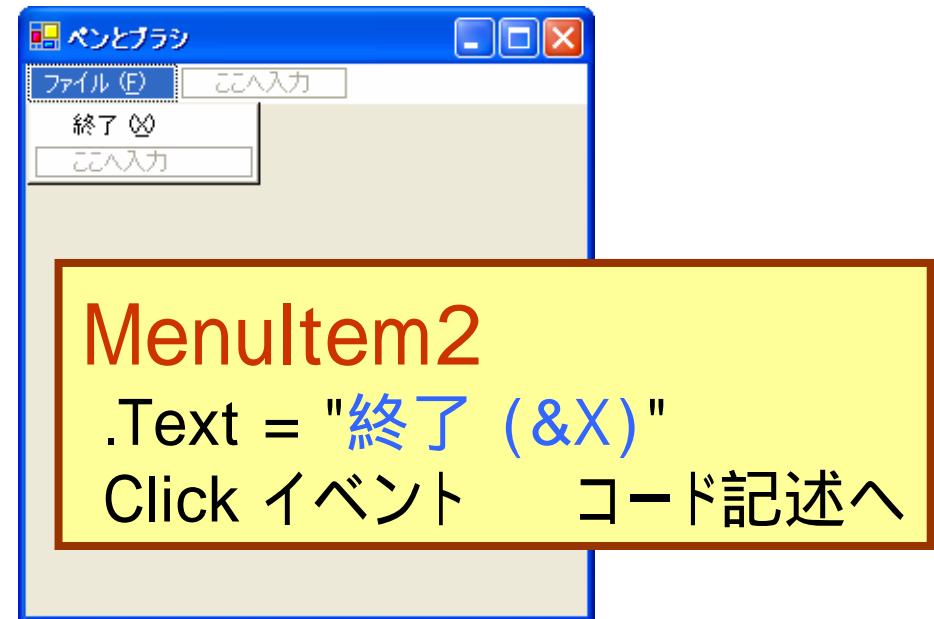 ペンとブラシ
ファイル (F) ここへ入力
終了 (X)
ここへ入力
MenuItem2
.Text = "終了 (&X)"
Click イベント コード記述へ